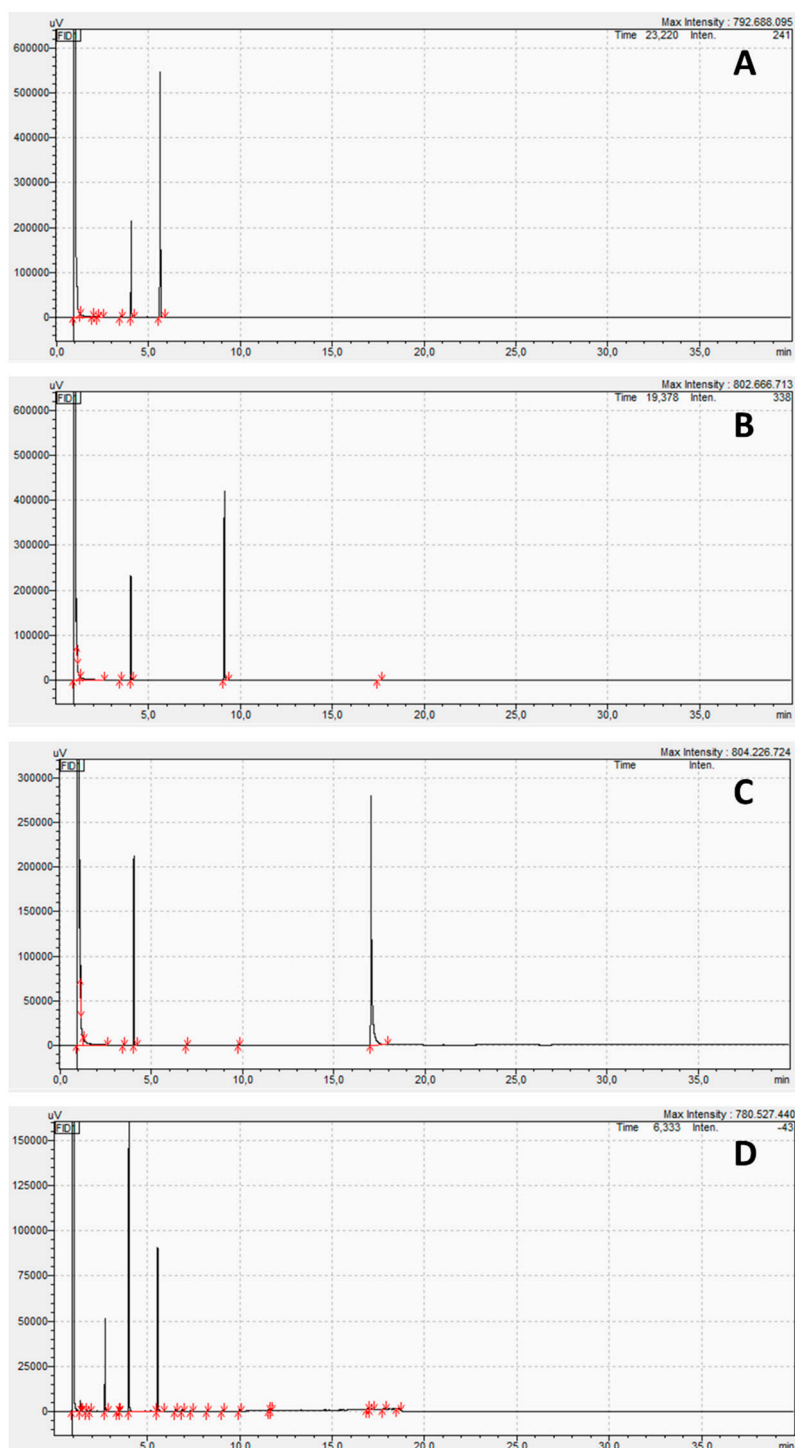 uV Max Intensity : 792.688.095
FID1 Time 23,220 Inten. 241
A
600000
500000
400000
300000
200000
100000
0
0,0 5,0 10,0 15,0 20,0 25,0 30,0 35,0 min
uV Max Intensity : 802.666.713
FID1 Time 19,378 Inten. 338
B
600000
500000
400000
300000
200000
100000
0
5,0 10,0 15,0 20,0 25,0 30,0 35,0 min
uV Max Intensity : 804.226.724
FID1 Time Inten.
C
300000
250000
200000
150000
100000
50000
0
0,0 5,0 10,0 15,0 20,0 25,0 30,0 35,0 min
uV Max Intensity : 780.527.440
FID1 Time 6,333 Inten. -43
D
150000
125000
100000
75000
50000
25000
0
5,0 10,0 15,0 20,0 25,0 30,0 35,0 min